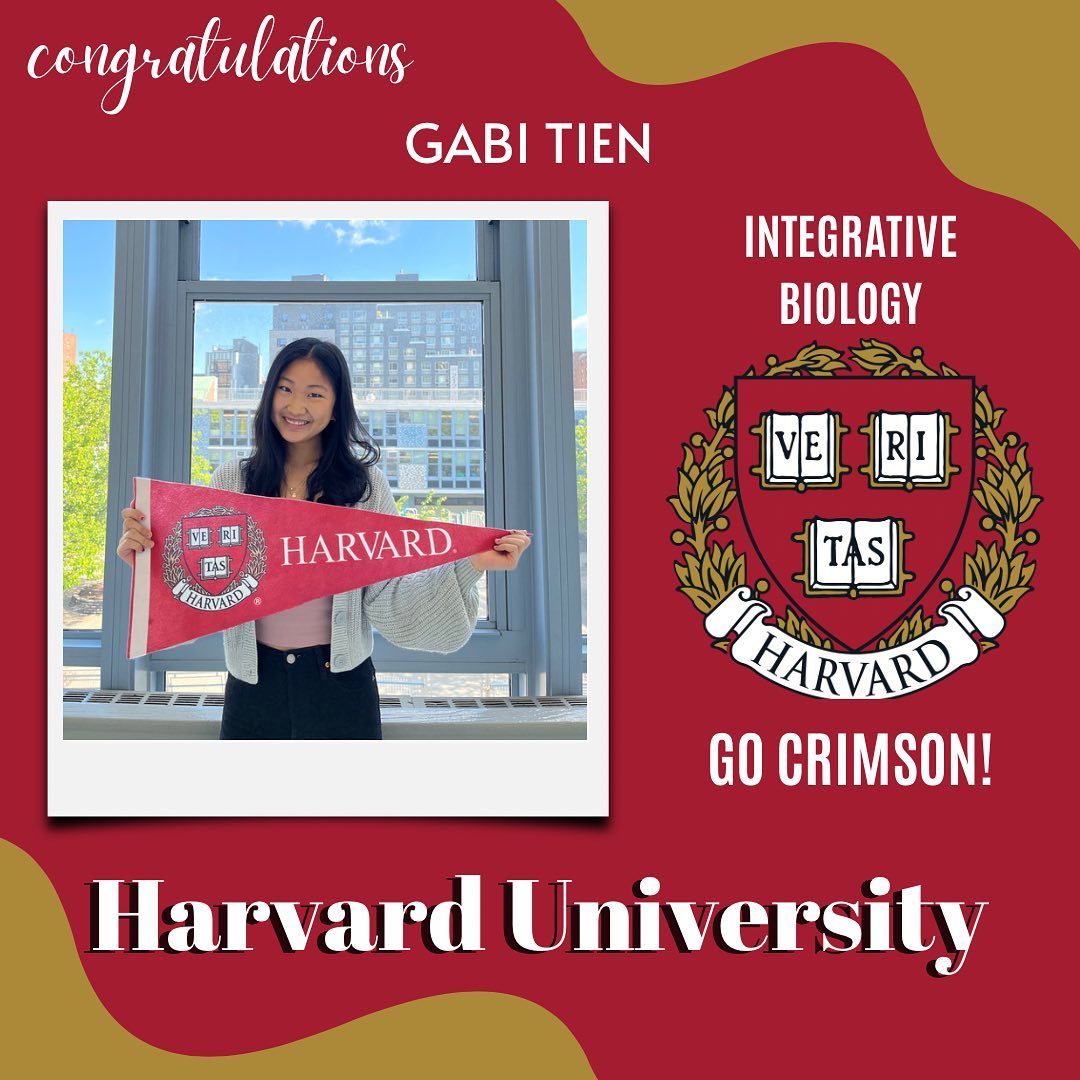 congratulations
GABI TIEN
INTEGRATIVE
BIOLOGY
VE RI
TAS
HARVARD
HARVARD®
VE RI
TAS
HARVARD
GO CRIMSON!
Harvard University